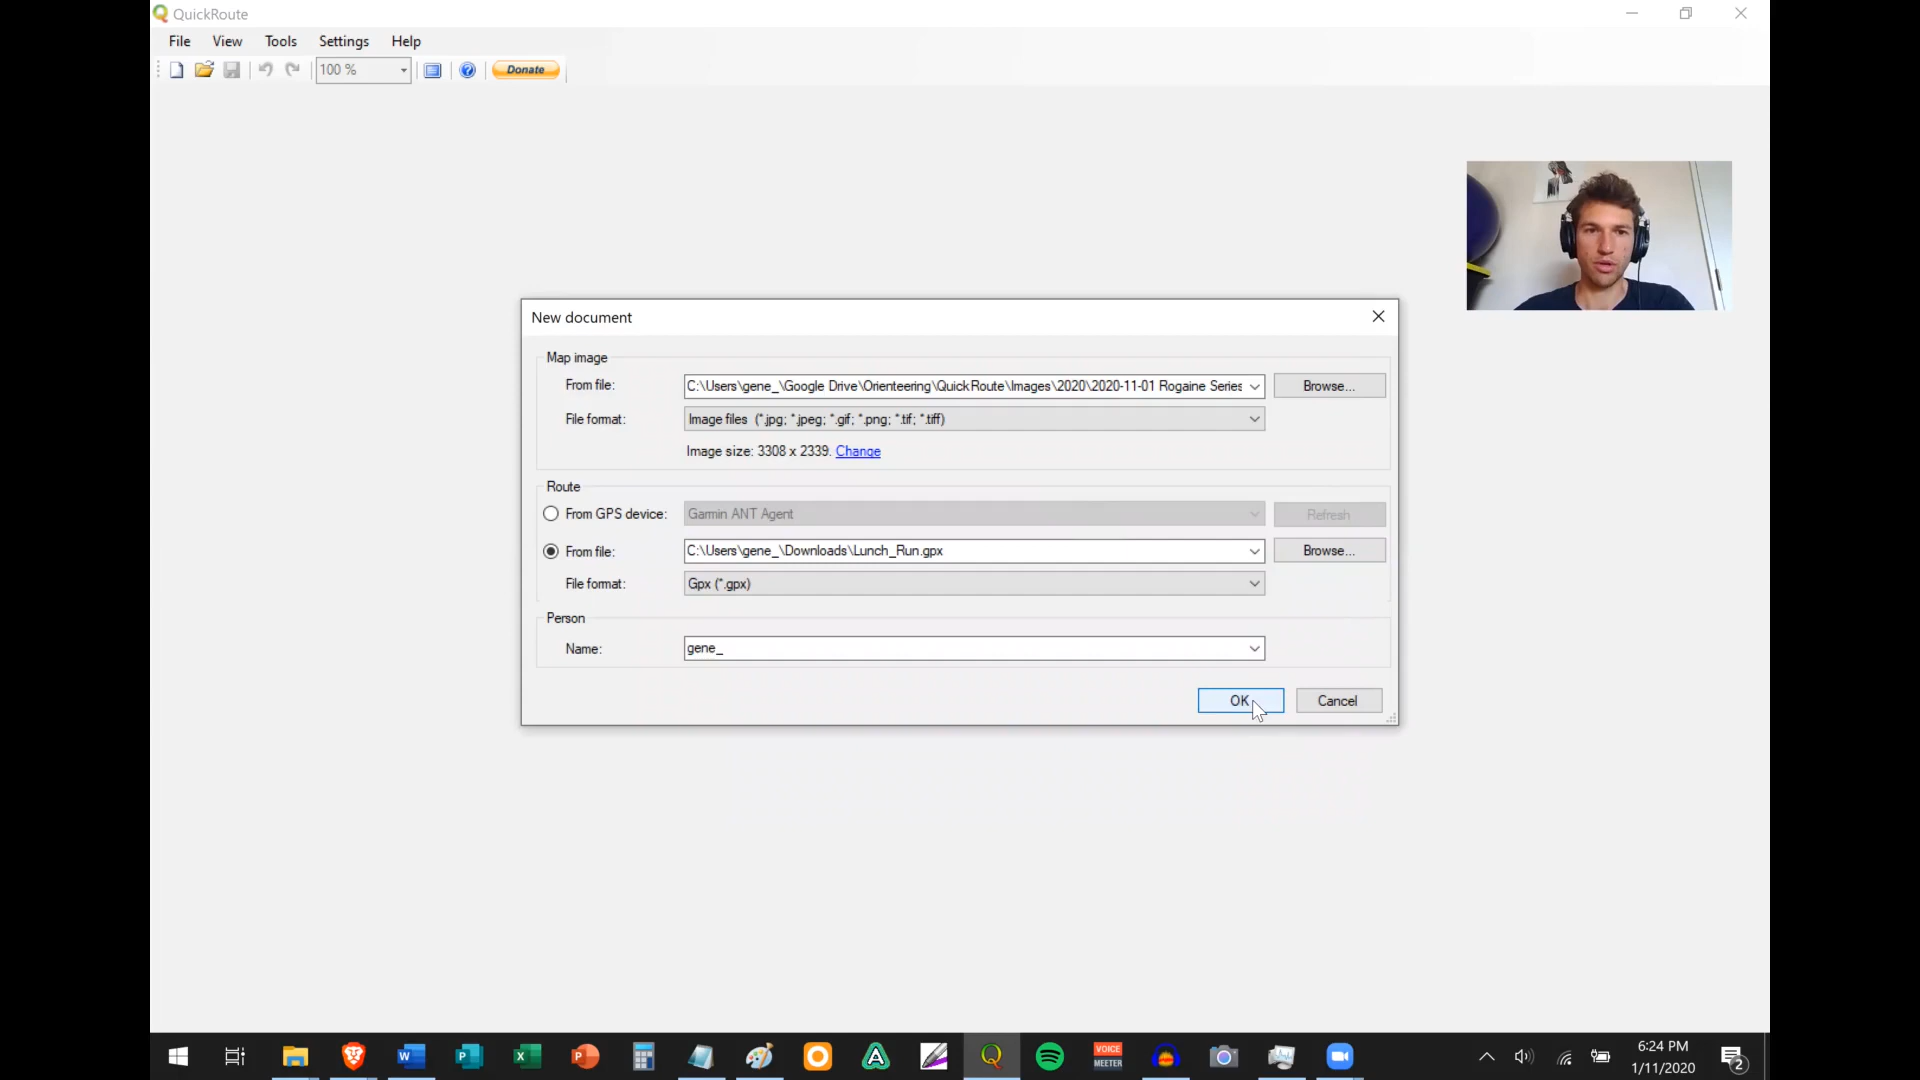 QuickRoute
File View Tools Settings Help
100 % Donate
New document
Map image
From file: C:\Users\gene_\Google Drive\Orienteering\QuickRoute\Images\2020\2020-11-01 Rogaine Series Browse...
File format: Image files (*.jpg; *.jpeg; *.gif; *.png; *.tif; *.tiff)
Image size: 3308 x 2339. Change
Route
From GPS device: Garmin ANT Agent Refresh
From file: C:\Users\gene_\Downloads\Lunch_Run.gpx Browse...
File format: Gpx (*.gpx)
Person
Name: gene_
OK Cancel
VOICE
MEETER
6:24 PM
1/11/2020
2